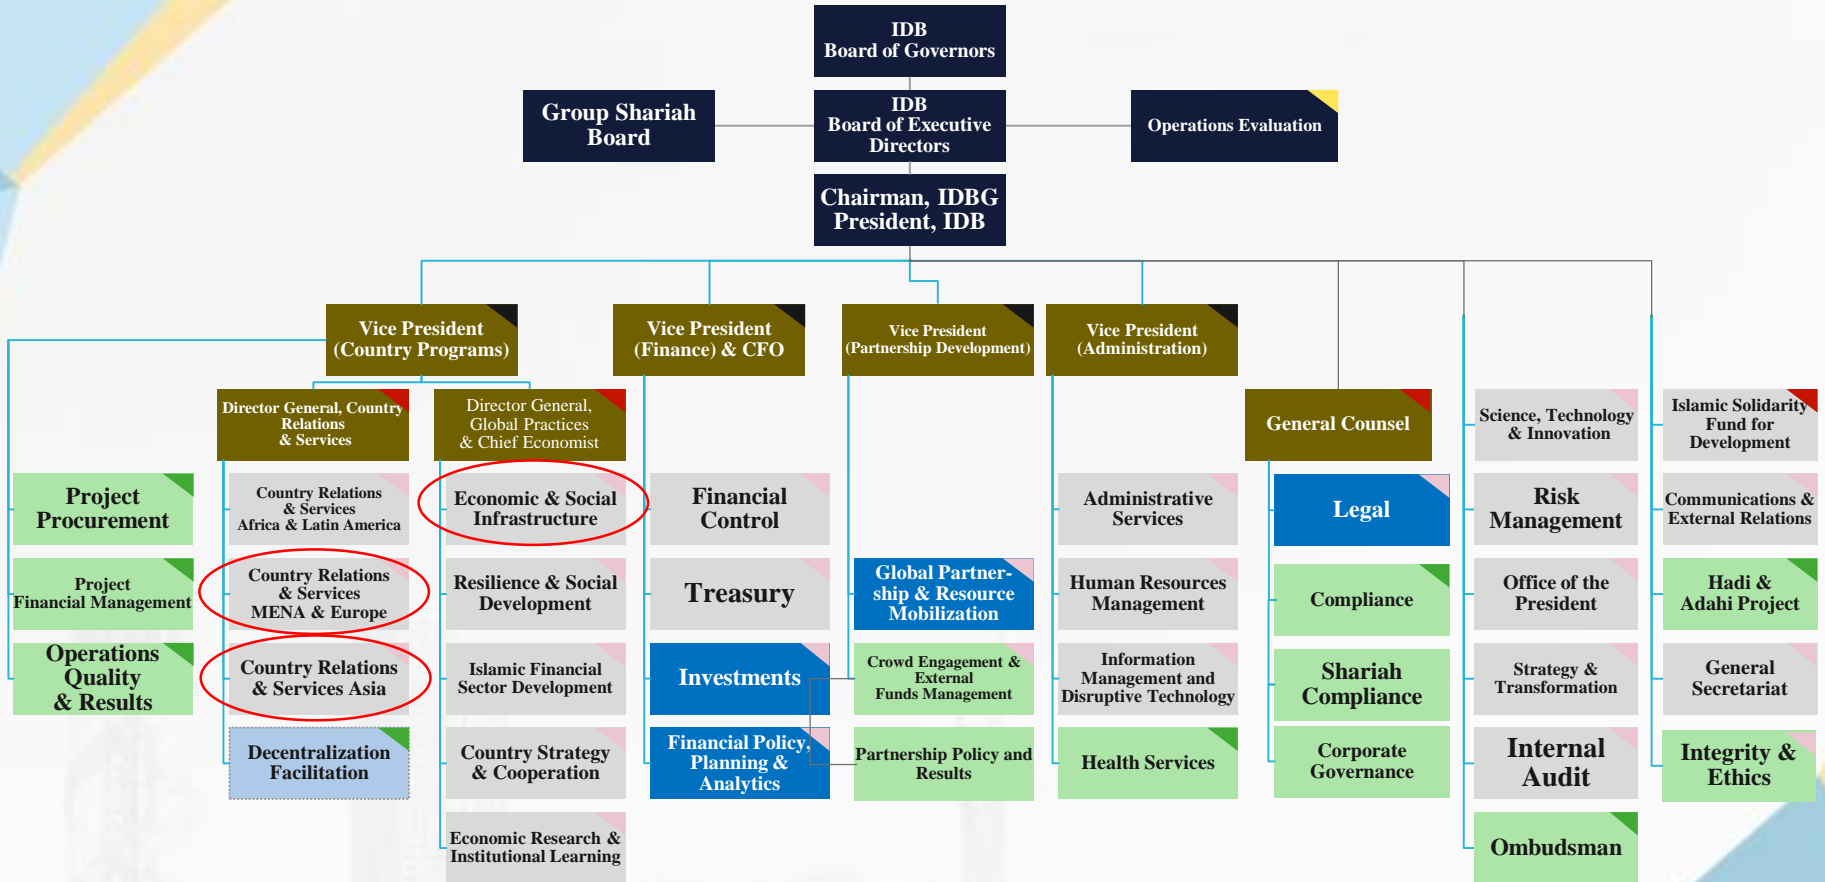 IDB
Board of Governors
Group Shariah
Board
IDB
Board of Executive
Directors
Operations Evaluation
Chairman, IDBG
President, IDB
Vice President
(Country Programs)
Vice President
(Finance) & CFO
Vice President
(Partnership Development)
Vice President
(Administration)
Director General, Country
Relations
& Services
Director General,
Global Practices
& Chief Economist
General Counsel
Science, Technology
& Innovation
Islamic Solidarity
Fund for
Development
Project
Procurement
Country Relations
& Services
Africa & Latin America
Economic & Social
Infrastructure
Financial
Control
Administrative
Services
Legal
Risk
Management
Communications &
External Relations
Project
Financial Management
Country Relations
& Services
MENA & Europe
Resilience & Social
Development
Treasury
Global Partner-
ship & Resource
Mobilization
Human Resources
Management
Compliance
Office of the
President
Hadi &
Adahi Project
Operations
Quality
& Results
Country Relations
& Services Asia
Islamic Financial
Sector Development
Investments
Crowd Engagement &
External
Funds Management
Information
Management and
Disruptive Technology
Shariah
Compliance
Strategy &
Transformation
General
Secretariat
Decentralization
Facilitation
Country Strategy
& Cooperation
Financial Policy,
Planning &
Analytics
Partnership Policy and
Results
Health Services
Corporate
Governance
Internal
Audit
Integrity &
Ethics
Economic Research &
Institutional Learning
Ombudsman